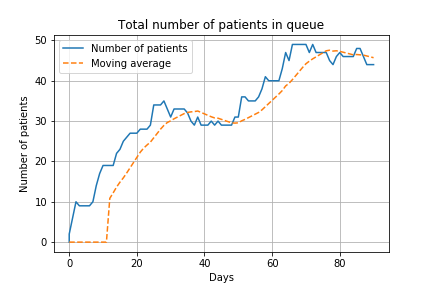 Total number of patients in queue
Number of patients
Moving average
50
40
30
20
10
0
Number of patients
0 20 40 60 80
Days